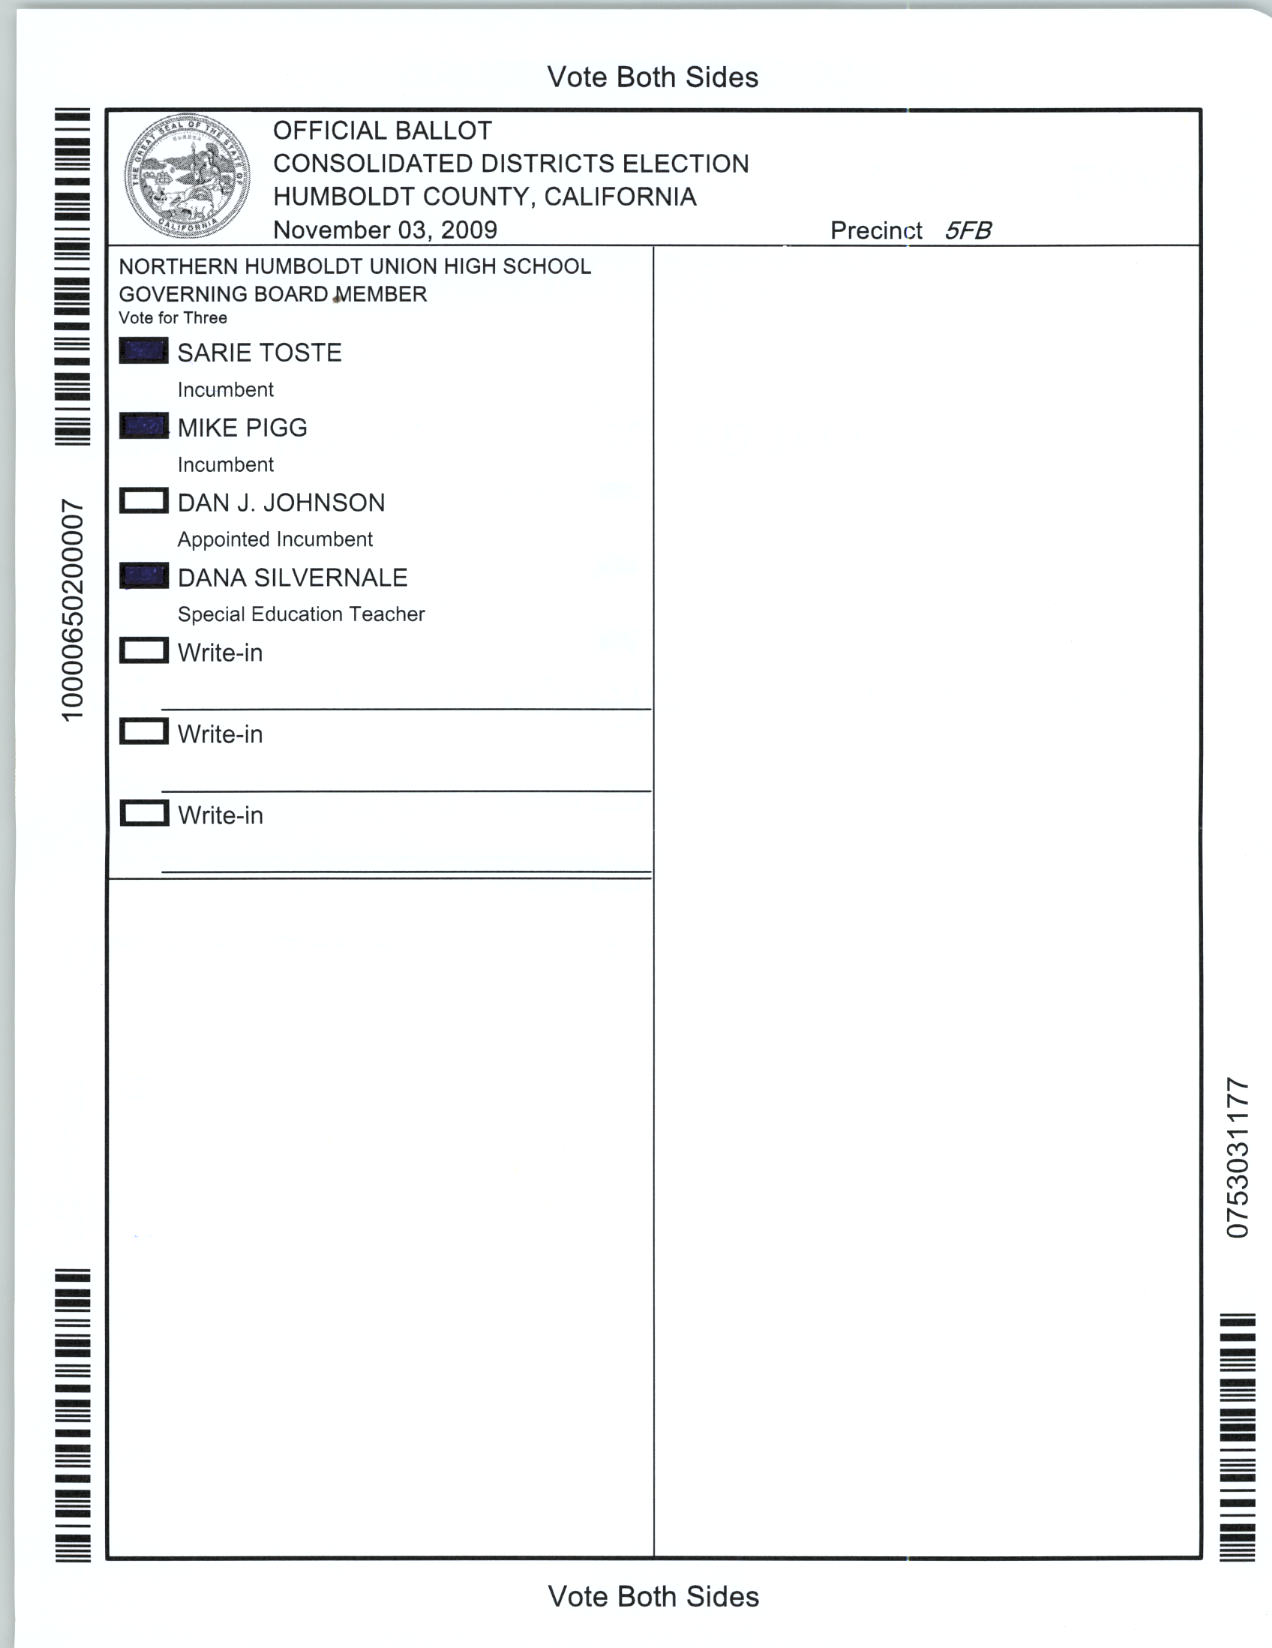 Vote Both Sides
THE GREAT SEAL OF THE STATE OF CALIFORNIA
EUREKA
OFFICIAL BALLOT
CONSOLIDATED DISTRICTS ELECTION
HUMBOLDT COUNTY, CALIFORNIA
November 03, 2009
Precinct 5FB
NORTHERN HUMBOLDT UNION HIGH SCHOOL
GOVERNING BOARD MEMBER
Vote for Three
SARIE TOSTE
Incumbent
MIKE PIGG
Incumbent
DAN J. JOHNSON
Appointed Incumbent
DANA SILVERNALE
Special Education Teacher
Write-in
Write-in
Write-in
10000650200007
0753031177
Vote Both Sides